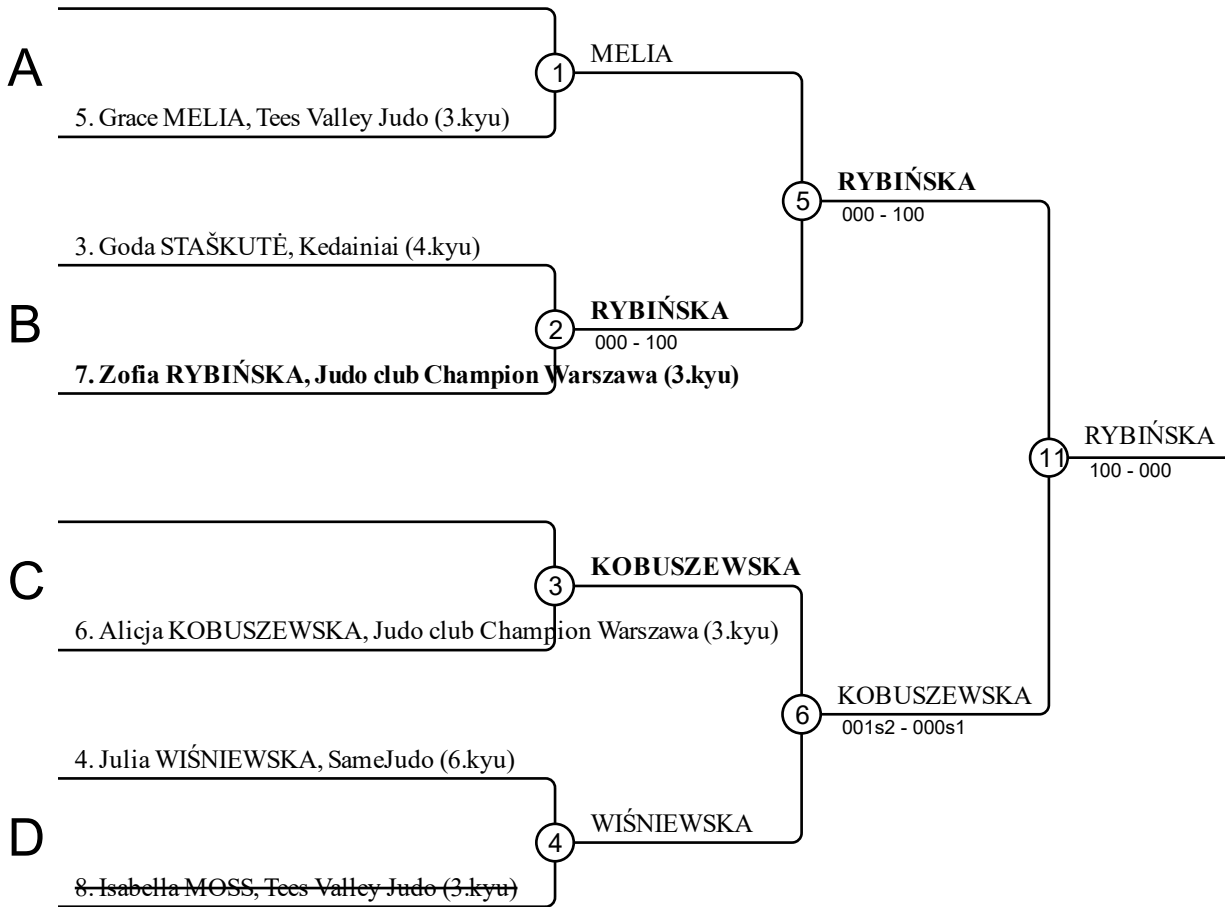 A
1
MELIA
5. Grace MELIA, Tees Valley Judo (3.kyu)
5
RYBIŃSKA
000 - 100
3. Goda STAŠKUTĖ, Kedainiai (4.kyu)
B
2
RYBIŃSKA
000 - 100
7. Zofia RYBIŃSKA, Judo club Champion Warszawa (3.kyu)
11
RYBIŃSKA
100 - 000
C
3
KOBUSZEWSKA
6. Alicja KOBUSZEWSKA, Judo club Champion Warszawa (3.kyu)
6
KOBUSZEWSKA
001s2 - 000s1
4. Julia WIŚNIEWSKA, SameJudo (6.kyu)
D
4
WIŚNIEWSKA
8. Isabella MOSS, Tees Valley Judo (3.kyu)